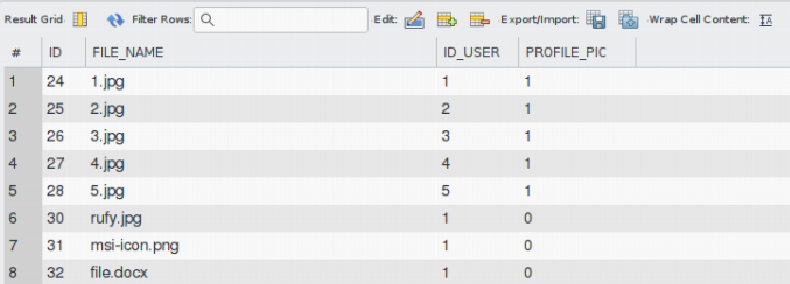 Result Grid Filter Rows: Edit: Export/Import: Wrap Cell Content: IA
# ID FILE_NAME ID_USER PROFILE_PIC
1 24 1.jpg 1 1
2 25 2.jpg 2 1
3 26 3.jpg 3 1
4 27 4.jpg 4 1
5 28 5.jpg 5 1
6 30 rufy.jpg 1 0
7 31 msi-icon.png 1 0
8 32 file.docx 1 0